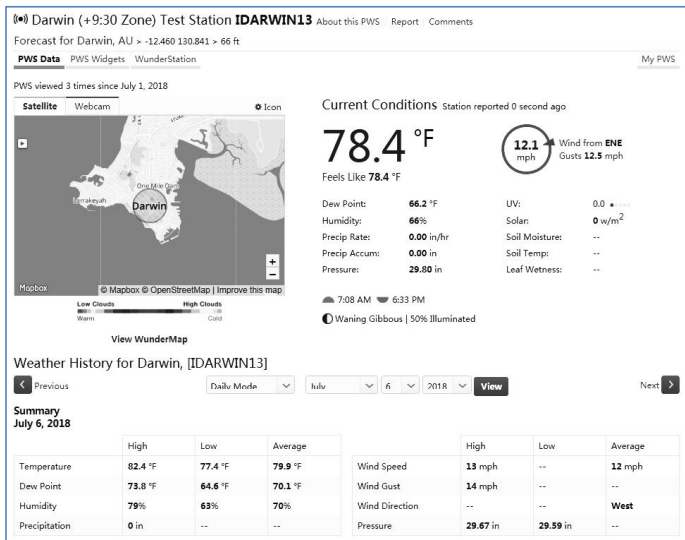 Darwin (+9:30 Zone) Test Station IDARWIN13 About this PWS | Report | Comments
Forecast for Darwin, AU > -12.460 130.841 > 66 ft
PWS Data PWS Widgets WunderStation My PWS
PWS viewed 3 times since July 1, 2018
Satellite Webcam Icon
Current Conditions Station reported 0 second ago
78.4 °F
Feels Like 78.4 °F
12.1 mph
Wind from ENE
Gusts 12.5 mph
One Mile Dam
Larrakeyah
Darwin
+
−
Mapbox © Mapbox © OpenStreetMap | Improve this map
Low Clouds High Clouds
Warm Cold
View WunderMap
Dew Point: 66.2 °F
Humidity: 66%
Precip Rate: 0.00 in/hr
Precip Accum: 0.00 in
Pressure: 29.80 in
UV: 0.0
Solar: 0 w/m²
Soil Moisture: --
Soil Temp: --
Leaf Wetness: --
7:08 AM 6:33 PM
Waning Gibbous | 50% Illuminated
Weather History for Darwin, [IDARWIN13]
Previous Daily Mode July 6 2018 View Next
Summary
July 6, 2018
High Low Average
Temperature 82.4 °F 77.4 °F 79.9 °F
Dew Point 73.8 °F 64.6 °F 70.1 °F
Humidity 79% 63% 70%
Precipitation 0 in -- --
High Low Average
Wind Speed 13 mph -- 12 mph
Wind Gust 14 mph -- --
Wind Direction -- -- West
Pressure 29.67 in 29.59 in --